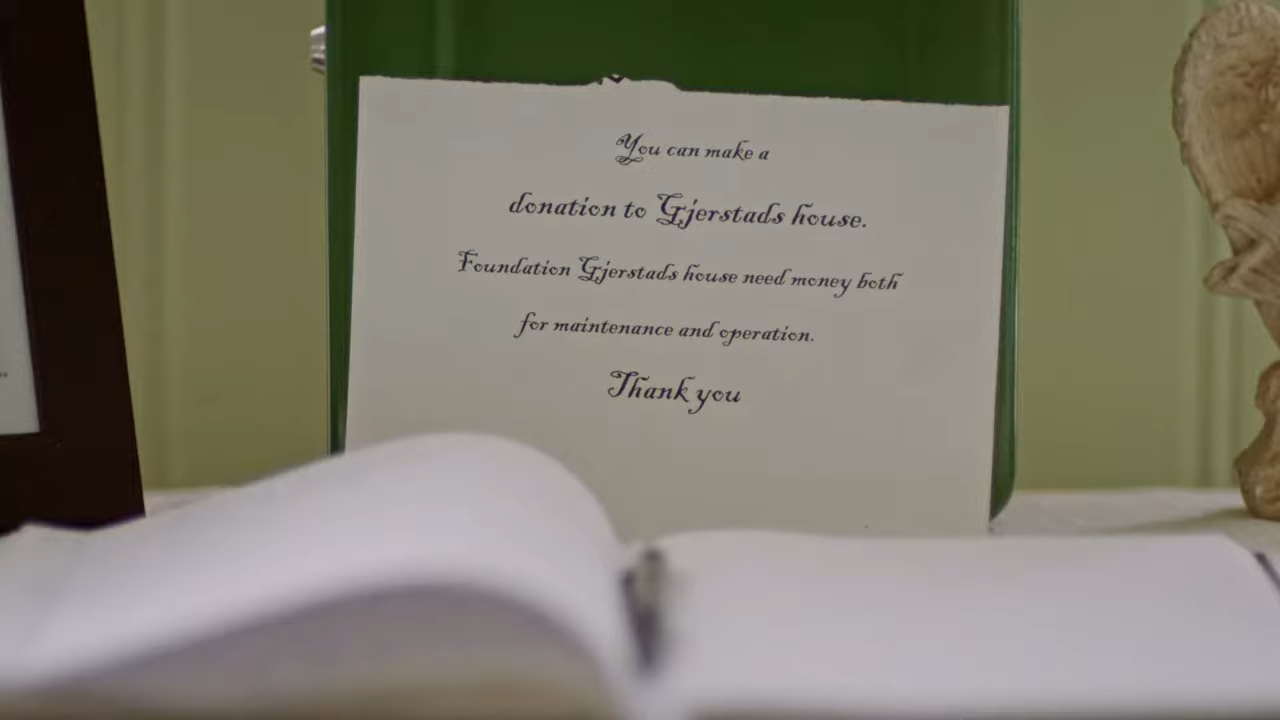 You can make a
donation to Gjerstads house.
Foundation Gjerstads house need money both
for maintenance and operation.
Thank you